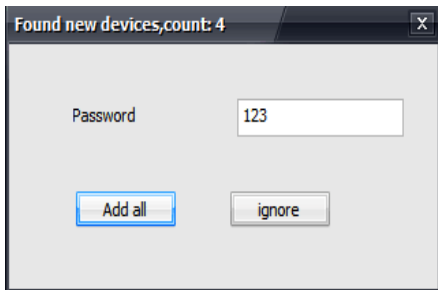 Found new devices,count: 4
X
Password
123
Add all
ignore